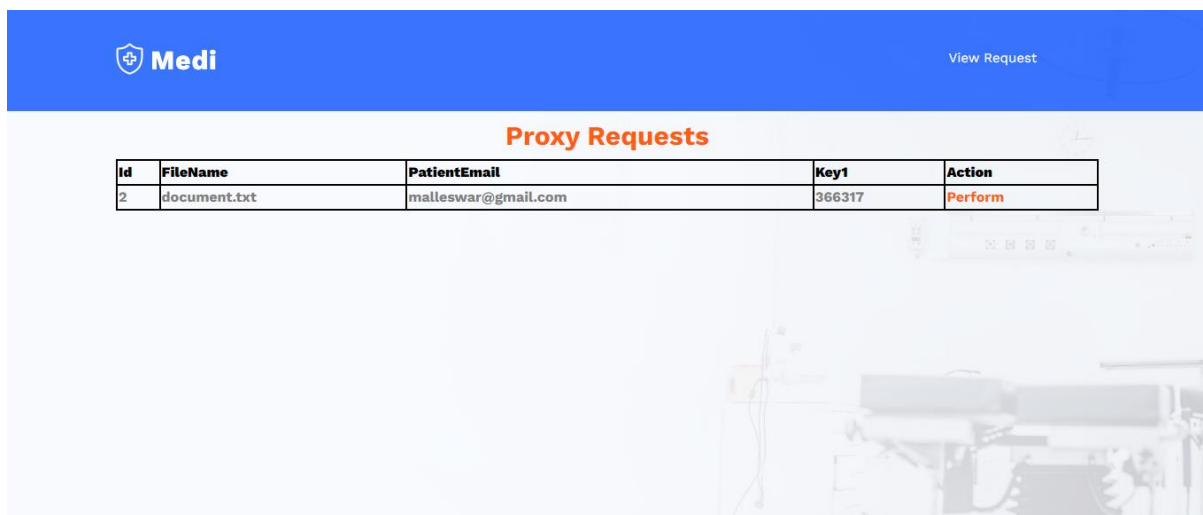 Medi
View Request
Proxy Requests
Id FileName PatientEmail Key1 Action
2 document.txt malleswar@gmail.com 366317 Perform